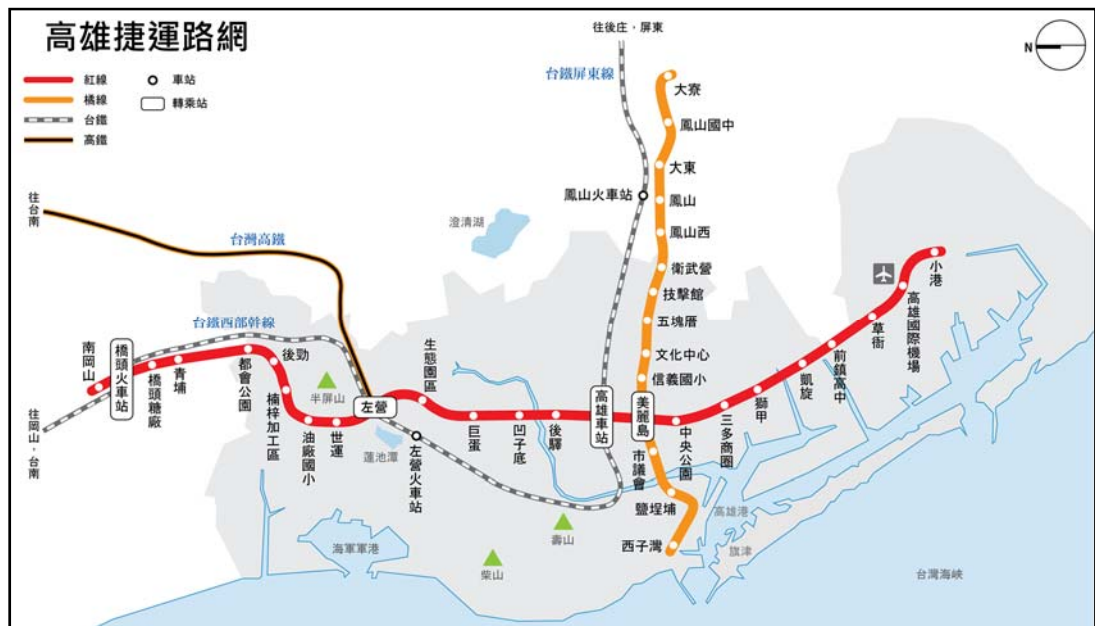 高雄捷運路網
紅線
橘線
台鐵
高鐵
車站
轉乘站
N
往後庄．屏東
台鐵屏東線
往台南
台灣高鐵
台鐵西部幹線
往岡山．台南
澄清湖
鳳山火車站
大寮
鳳山國中
大東
鳳山
鳳山西
衛武營
技擊館
五塊厝
文化中心
信義國小
美麗島
市議會
鹽埕埔
西子灣
南岡山
橋頭火車站
橋頭糖廠
青埔
都會公園
後勁
楠梓加工區
油廠國小
世運
左營
生態園區
巨蛋
凹子底
後驛
高雄車站
中央公園
三多商圈
獅甲
凱旋
前鎮高中
草衙
高雄國際機場
小港
半屏山
蓮池潭
左營火車站
海軍軍港
壽山
柴山
高雄港
旗津
台灣海峽